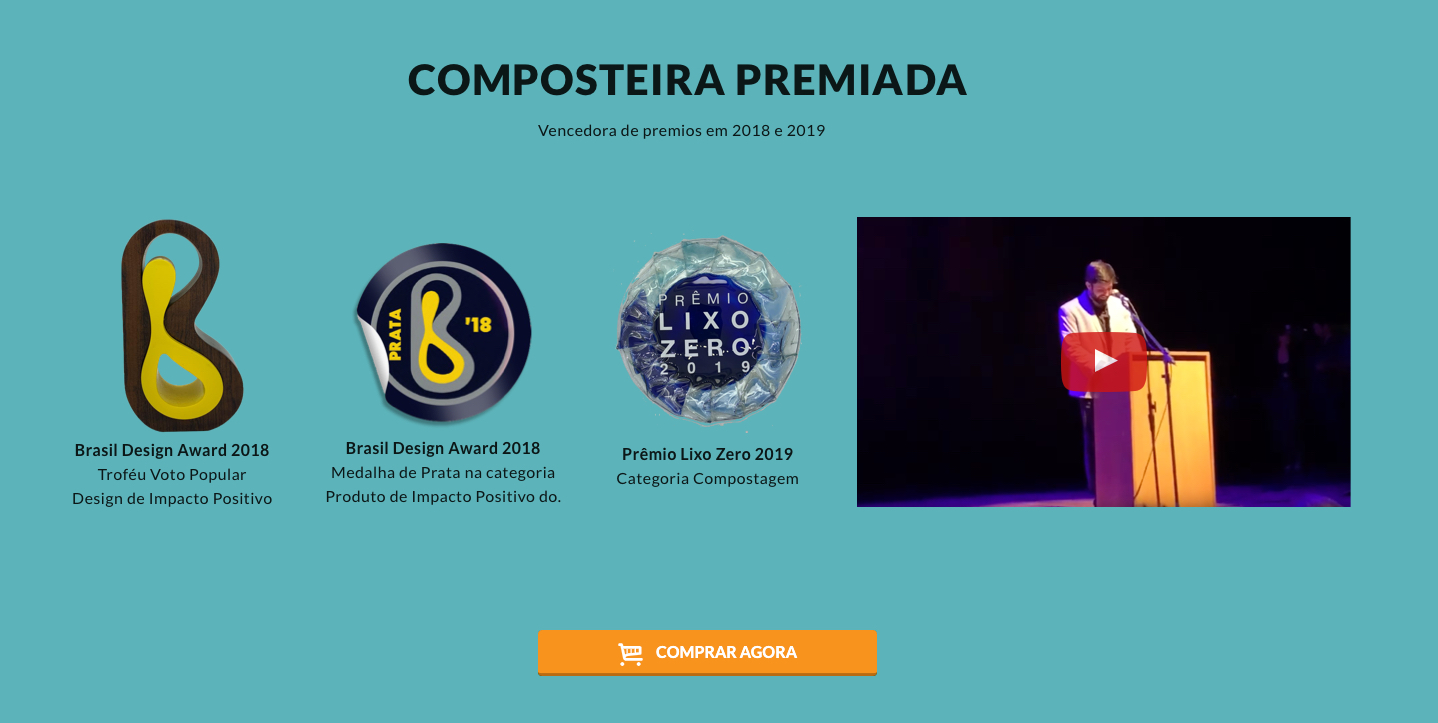 COMPOSTEIRA PREMIADA
Vencedora de premios em 2018 e 2019
PRATA
'18
PRÊMIO
LIXO
ZERO
2019
Brasil Design Award 2018
Troféu Voto Popular
Design de Impacto Positivo
Brasil Design Award 2018
Medalha de Prata na categoria
Produto de Impacto Positivo do.
Prêmio Lixo Zero 2019
Categoria Compostagem
COMPRAR AGORA